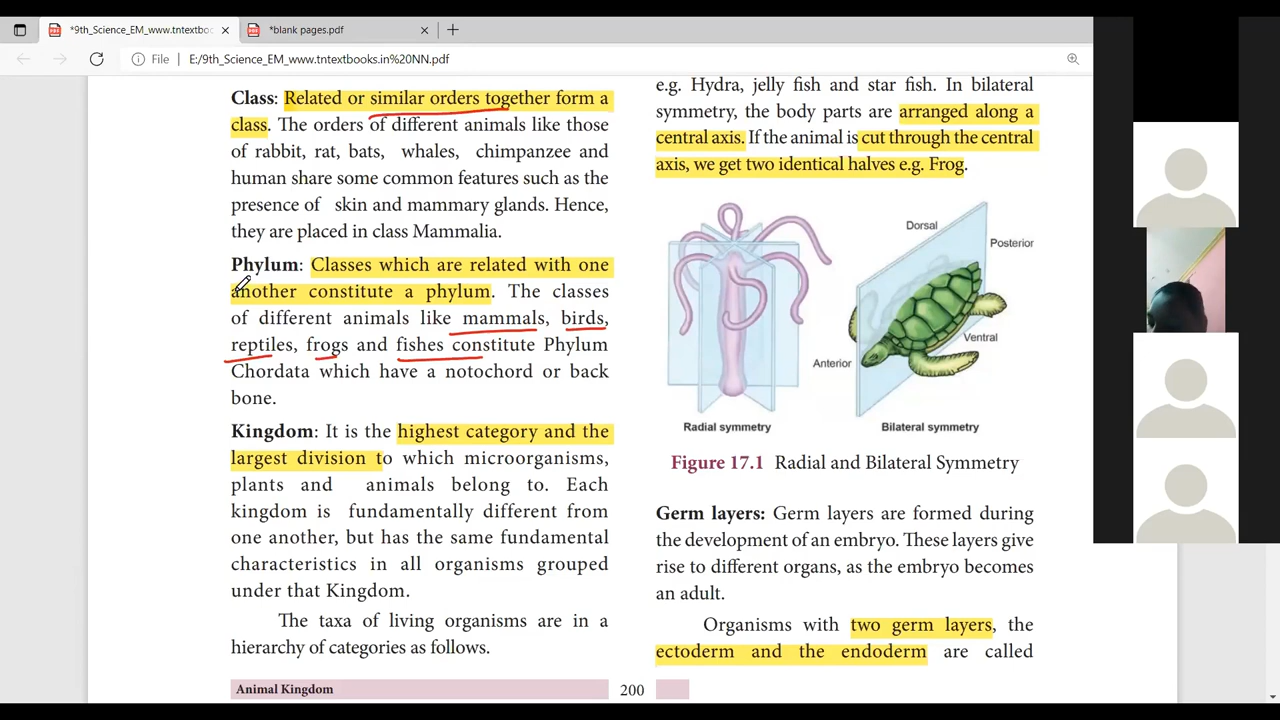 *9th_Science_EM_www.tntextboo
*blank pages.pdf
File
E:/9th_Science_EM_www.tntextbooks.in%20NN.pdf
Class: Related or similar orders together form a
class. The orders of different animals like those
of rabbit, rat, bats, whales, chimpanzee and
human share some common features such as the
presence of skin and mammary glands. Hence,
they are placed in class Mammalia.
Phylum: Classes which are related with one
another constitute a phylum. The classes
of different animals like mammals, birds,
reptiles, frogs and fishes constitute Phylum
Chordata which have a notochord or back
bone.
Kingdom: It is the highest category and the
largest division to which microorganisms,
plants and animals belong to. Each
kingdom is fundamentally different from
one another, but has the same fundamental
characteristics in all organisms grouped
under that Kingdom.
The taxa of living organisms are in a
hierarchy of categories as follows.
e.g. Hydra, jelly fish and star fish. In bilateral
symmetry, the body parts are arranged along a
central axis. If the animal is cut through the central
axis, we get two identical halves e.g. Frog.
Dorsal
Posterior
Ventral
Anterior
Radial symmetry
Bilateral symmetry
Figure 17.1 Radial and Bilateral Symmetry
Germ layers: Germ layers are formed during
the development of an embryo. These layers give
rise to different organs, as the embryo becomes
an adult.
Organisms with two germ layers, the
ectoderm and the endoderm are called
Animal Kingdom
200